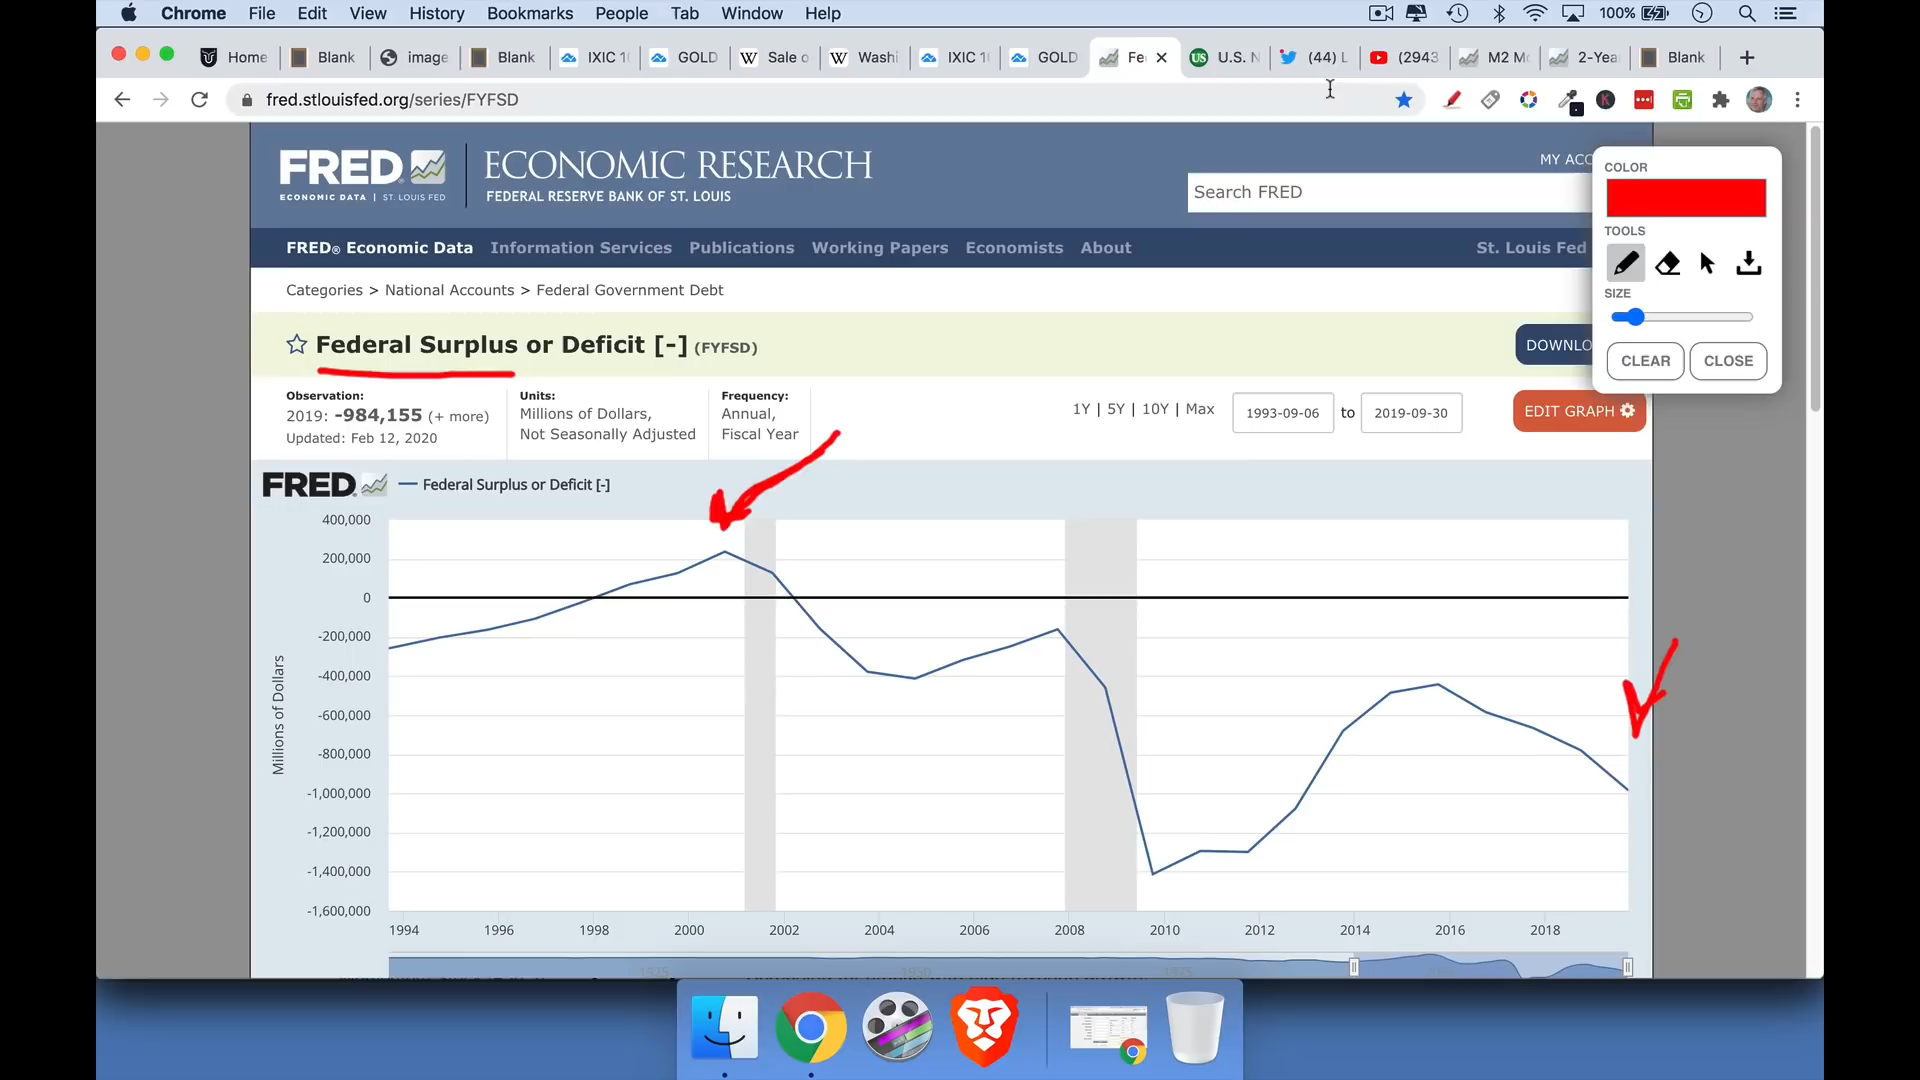 Chrome File Edit View History Bookmarks People Tab Window Help 100%
Home Blank image Blank IXIC 1 GOLD Sale o Washi IXIC 1 GOLD Fe U.S. N (44) L (2943 M2 Mo 2-Yea Blank
fred.stlouisfed.org/series/FYFSD
FRED ECONOMIC RESEARCH
ECONOMIC DATA | ST. LOUIS FED FEDERAL RESERVE BANK OF ST. LOUIS
MY ACC
Search FRED
FRED® Economic Data Information Services Publications Working Papers Economists About St. Louis Fed
Categories > National Accounts > Federal Government Debt
Federal Surplus or Deficit [-] (FYFSD)
DOWNLO
Observation:
2019: -984,155 (+ more)
Updated: Feb 12, 2020
Units:
Millions of Dollars,
Not Seasonally Adjusted
Frequency:
Annual,
Fiscal Year
1Y | 5Y | 10Y | Max 1993-09-06 to 2019-09-30
EDIT GRAPH
COLOR
TOOLS
SIZE
CLEAR CLOSE
FRED Federal Surplus or Deficit [-]
Millions of Dollars
400,000
200,000
0
-200,000
-400,000
-600,000
-800,000
-1,000,000
-1,200,000
-1,400,000
-1,600,000
1994 1996 1998 2000 2002 2004 2006 2008 2010 2012 2014 2016 2018
1925 1950 1975